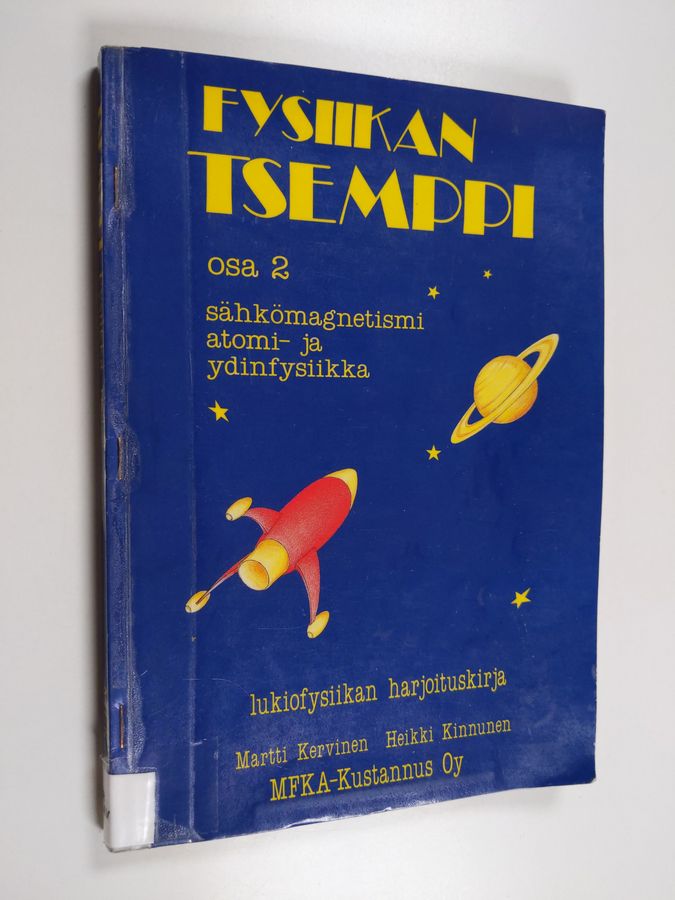 FYSIIKAN
TSEMPPI
osa 2
sähkömagnetismi
atomi- ja
ydinfysiikka
lukiofysiikan harjoituskirja
Martti Kervinen Heikki Kinnunen
MFKA-Kustannus Oy